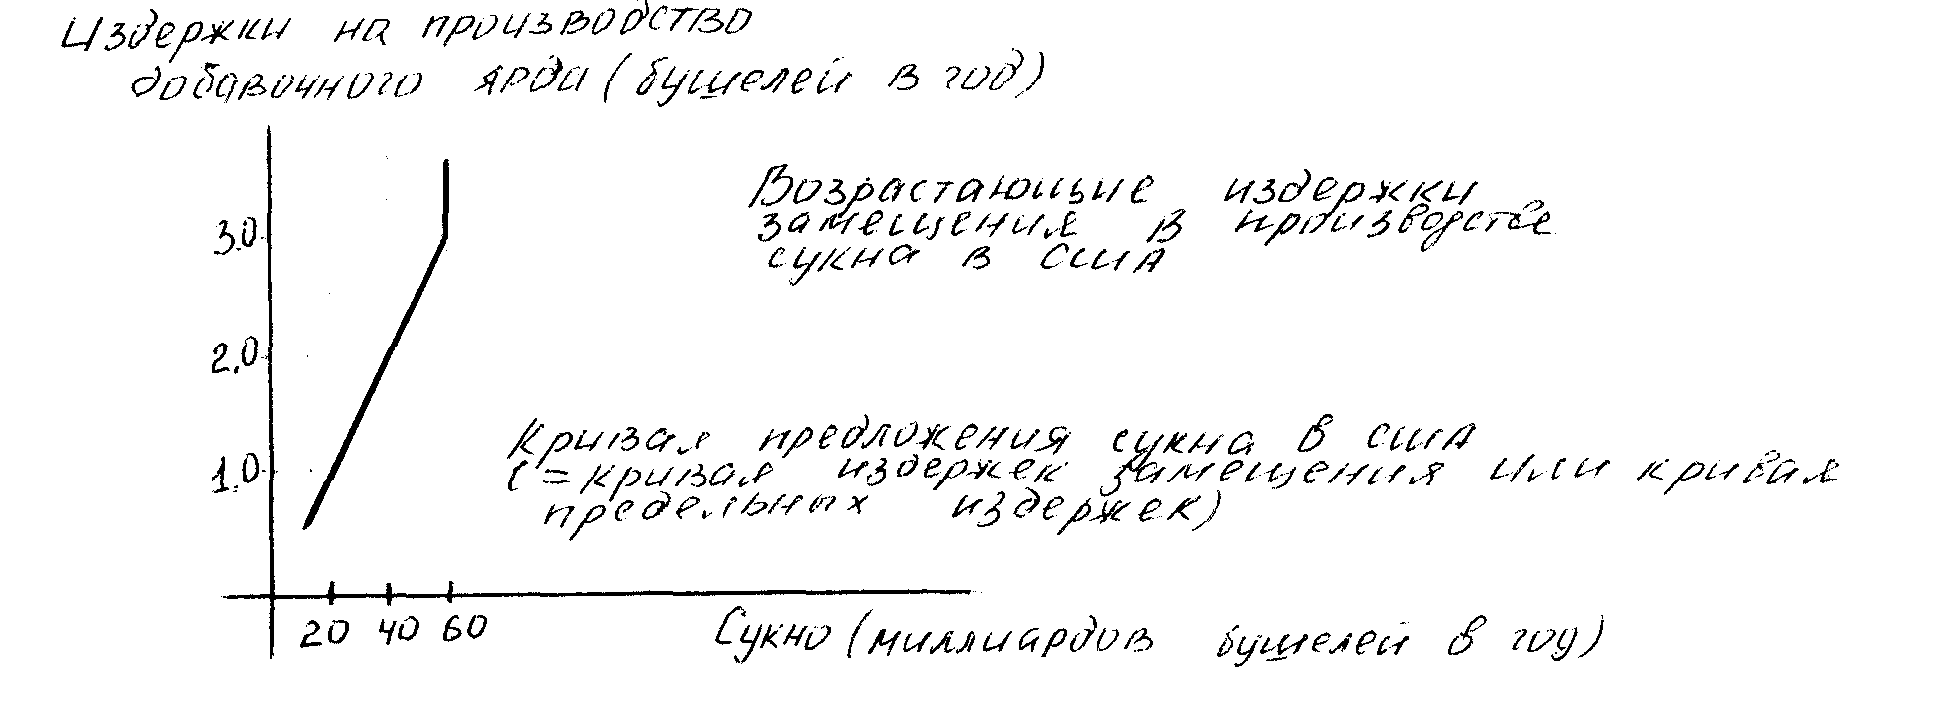 Издержки на производство
добавочного ярда (бушелей в год)
Возрастающие издержки
замещения в производстве
сукна в США
3.0
2,0
Кривая предложения сукна в США
(=кривая издержек замещения или кривая
1,0
предельных издержек)
20 40 60
Сукно (миллиардов бушелей в год)